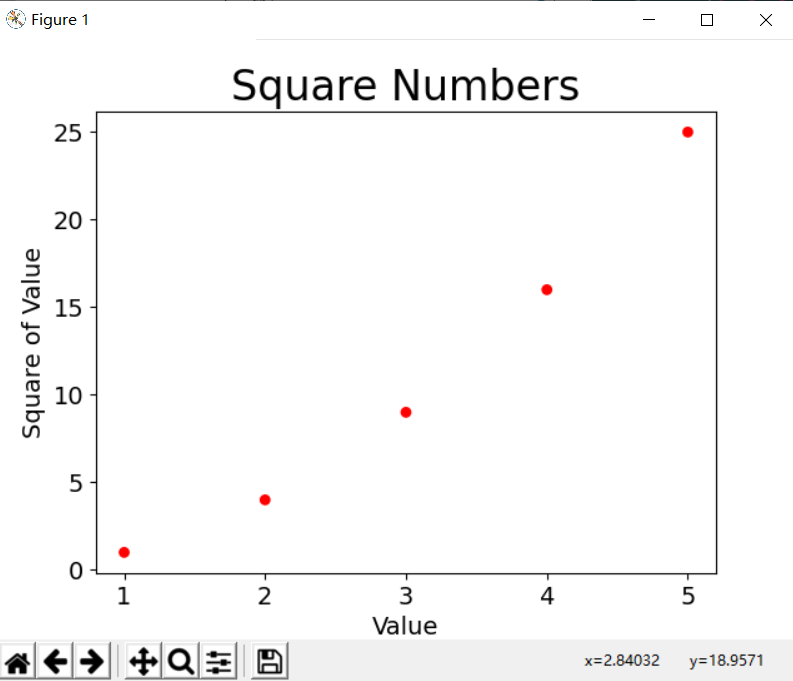 Figure 1
Square Numbers
25
20
15
10
5
0
Square of Value
1 2 3 4 5
Value
x=2.84032 y=18.9571